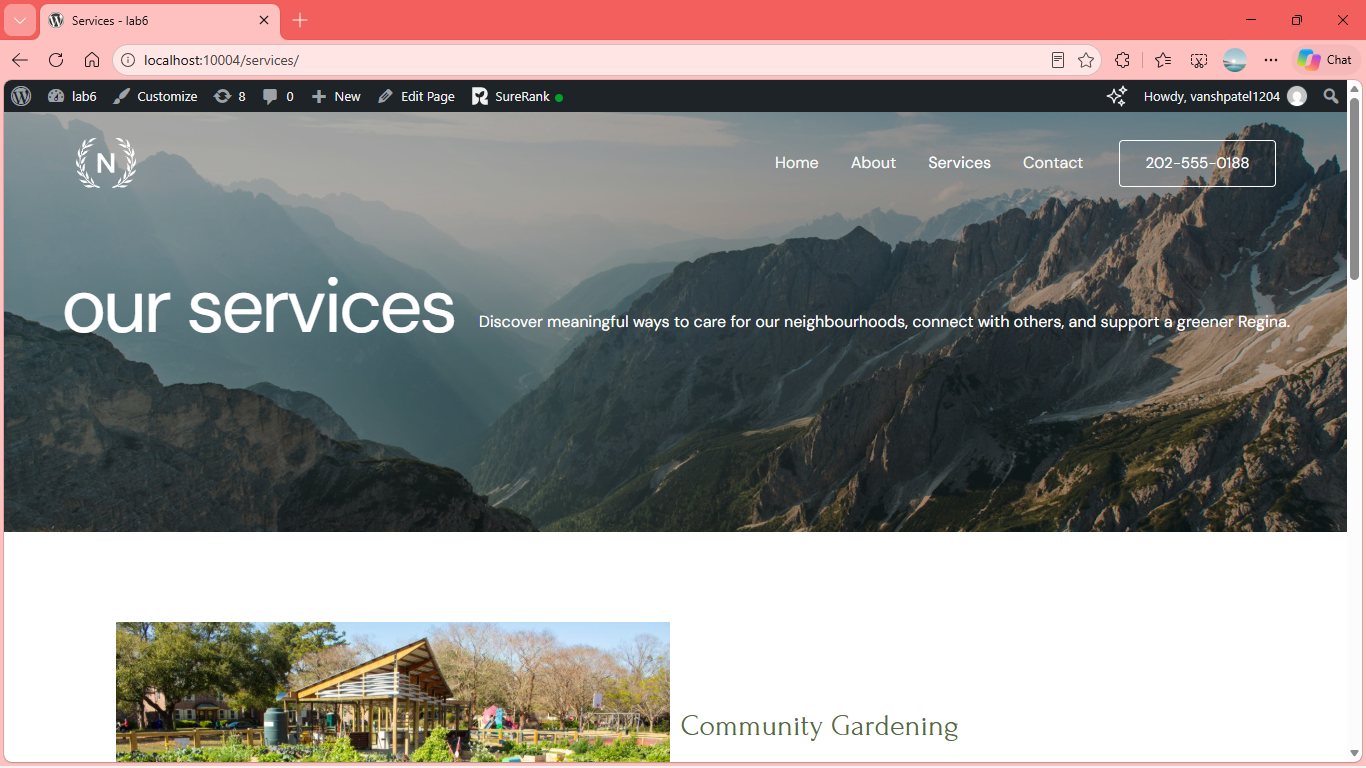 Services - lab6
localhost:10004/services/
Chat
lab6 Customize 8 0 New Edit Page SureRank Howdy, vanshpatel1204
N
Home About Services Contact 202-555-0188
our services Discover meaningful ways to care for our neighbourhoods, connect with others, and support a greener Regina.
Community Gardening